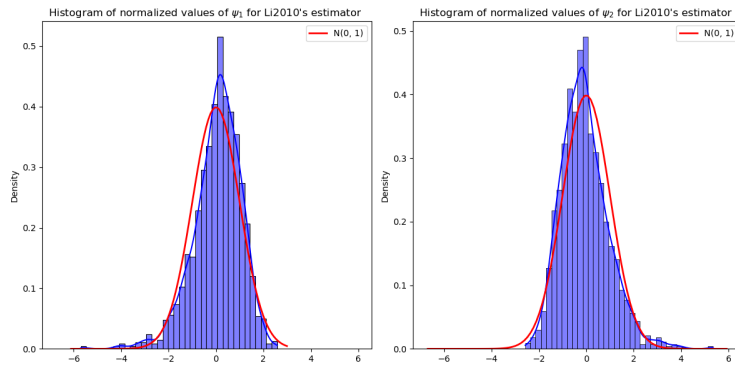 Histogram of normalized values of ψ₁ for Li2010's estimator
N(0, 1)
Density
0.5
0.4
0.3
0.2
0.1
0.0
−6 −4 −2 0 2 4 6
Histogram of normalized values of ψ₂ for Li2010's estimator
N(0, 1)
Density
0.5
0.4
0.3
0.2
0.1
0.0
−6 −4 −2 0 2 4 6